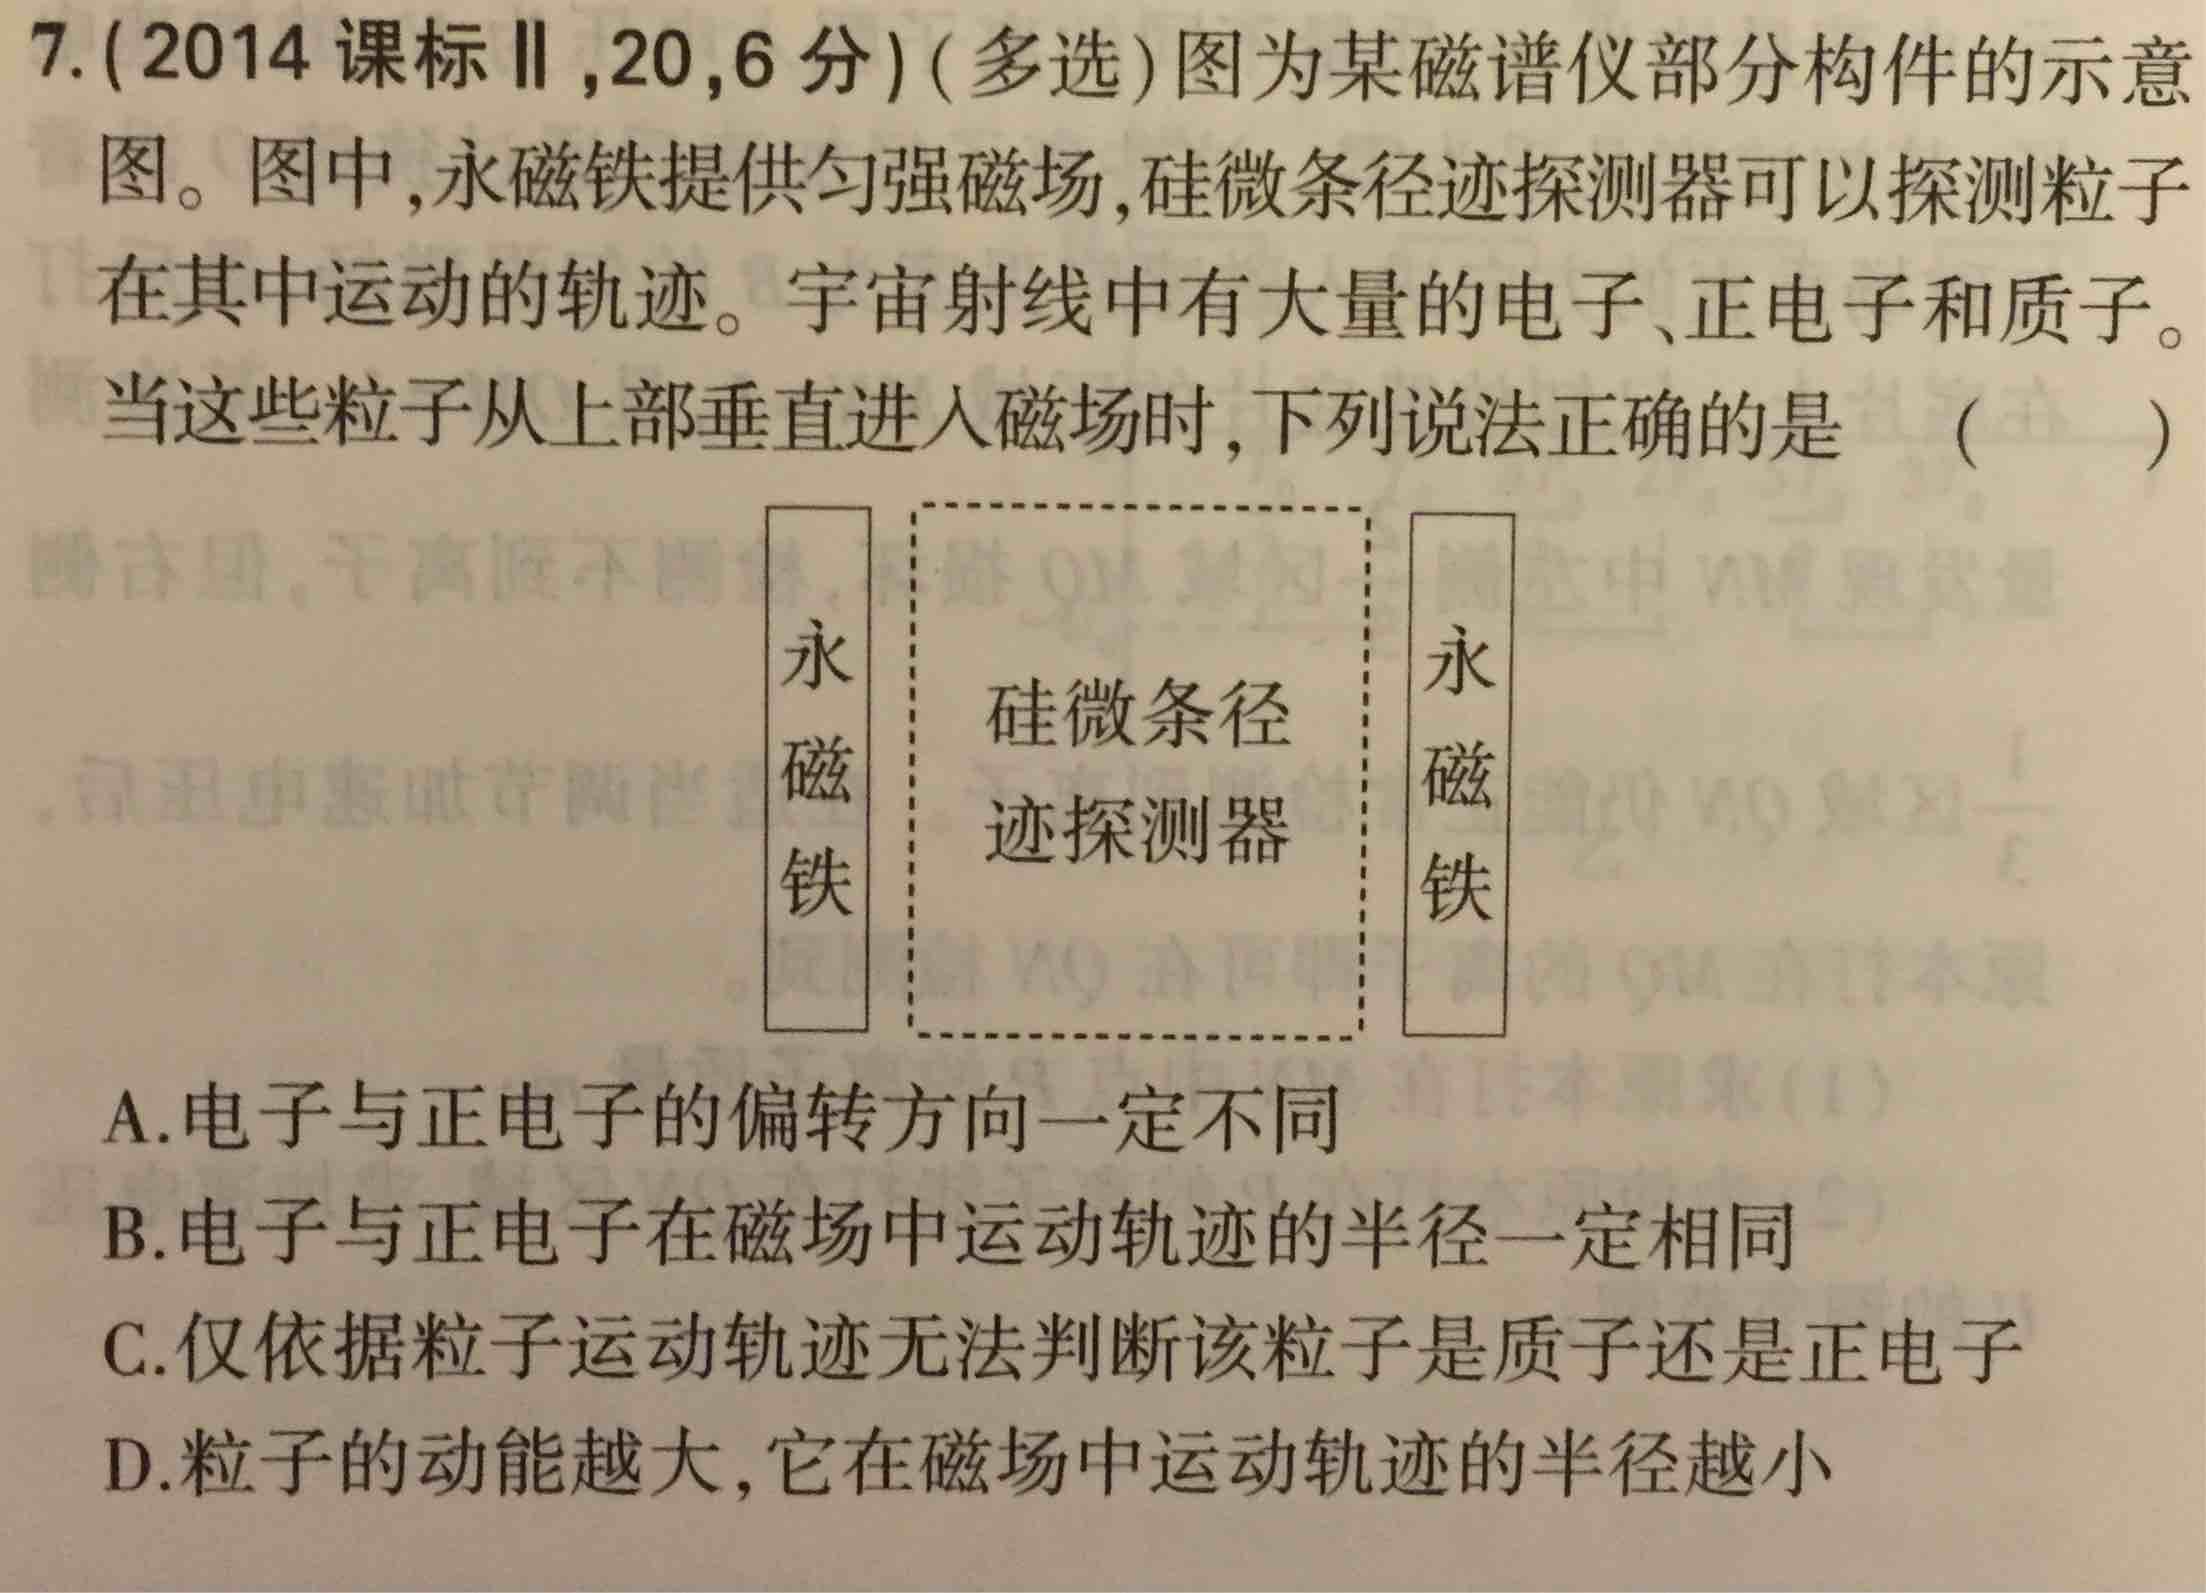 7.(2014 课标Ⅱ,20,6 分)(多选)图为某磁谱仪部分构件的示意
图。图中,永磁铁提供匀强磁场,硅微条径迹探测器可以探测粒子
在其中运动的轨迹。宇宙射线中有大量的电子、正电子和质子。
当这些粒子从上部垂直进入磁场时,下列说法正确的是 ( )
永磁铁
硅微条径
迹探测器
永磁铁
A.电子与正电子的偏转方向一定不同
B.电子与正电子在磁场中运动轨迹的半径一定相同
C.仅依据粒子运动轨迹无法判断该粒子是质子还是正电子
D.粒子的动能越大,它在磁场中运动轨迹的半径越小